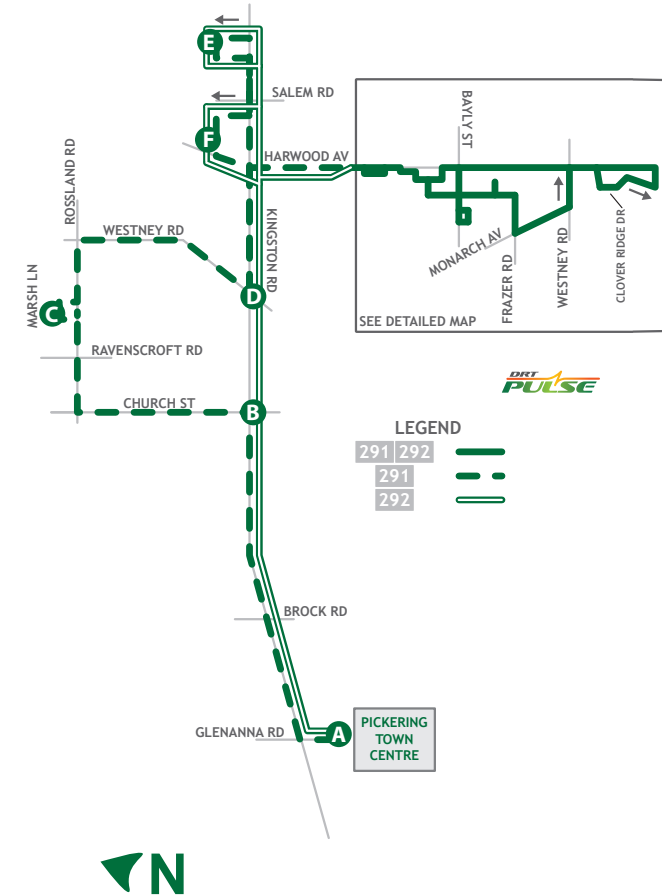 E
SALEM RD
F
HARWOOD AV
BAYLY ST
ROSSLAND RD
WESTNEY RD
KINGSTON RD
MONARCH AV
FRAZER RD
WESTNEY RD
CLOVER RIDGE DR
MARSH LN
C
D
SEE DETAILED MAP
RAVENSCROFT RD
DRT
PULSE
CHURCH ST
B
LEGEND
291 292
291
292
BROCK RD
GLENANNA RD
A
PICKERING
TOWN
CENTRE
N